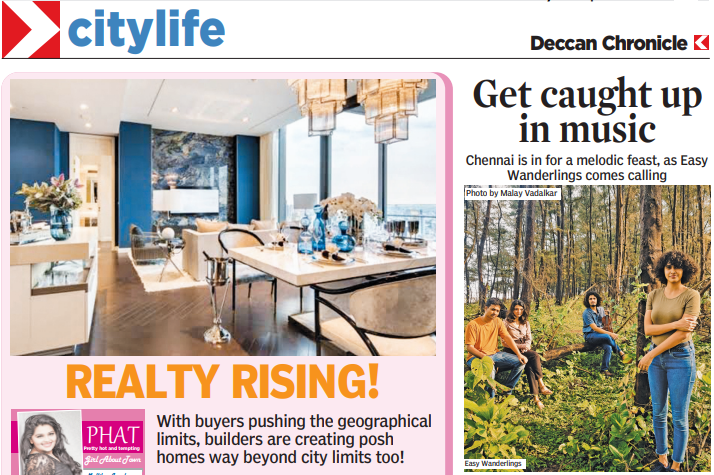 citylife
Deccan Chronicle
REALTY RISING!
PHAT
Pretty hot and tempting
Girl About Town
With buyers pushing the geographical
limits, builders are creating posh
homes way beyond city limits too!
Get caught up
in music
Chennai is in for a melodic feast, as Easy
Wanderlings comes calling
Photo by Malay Vadalkar
Easy Wanderlings